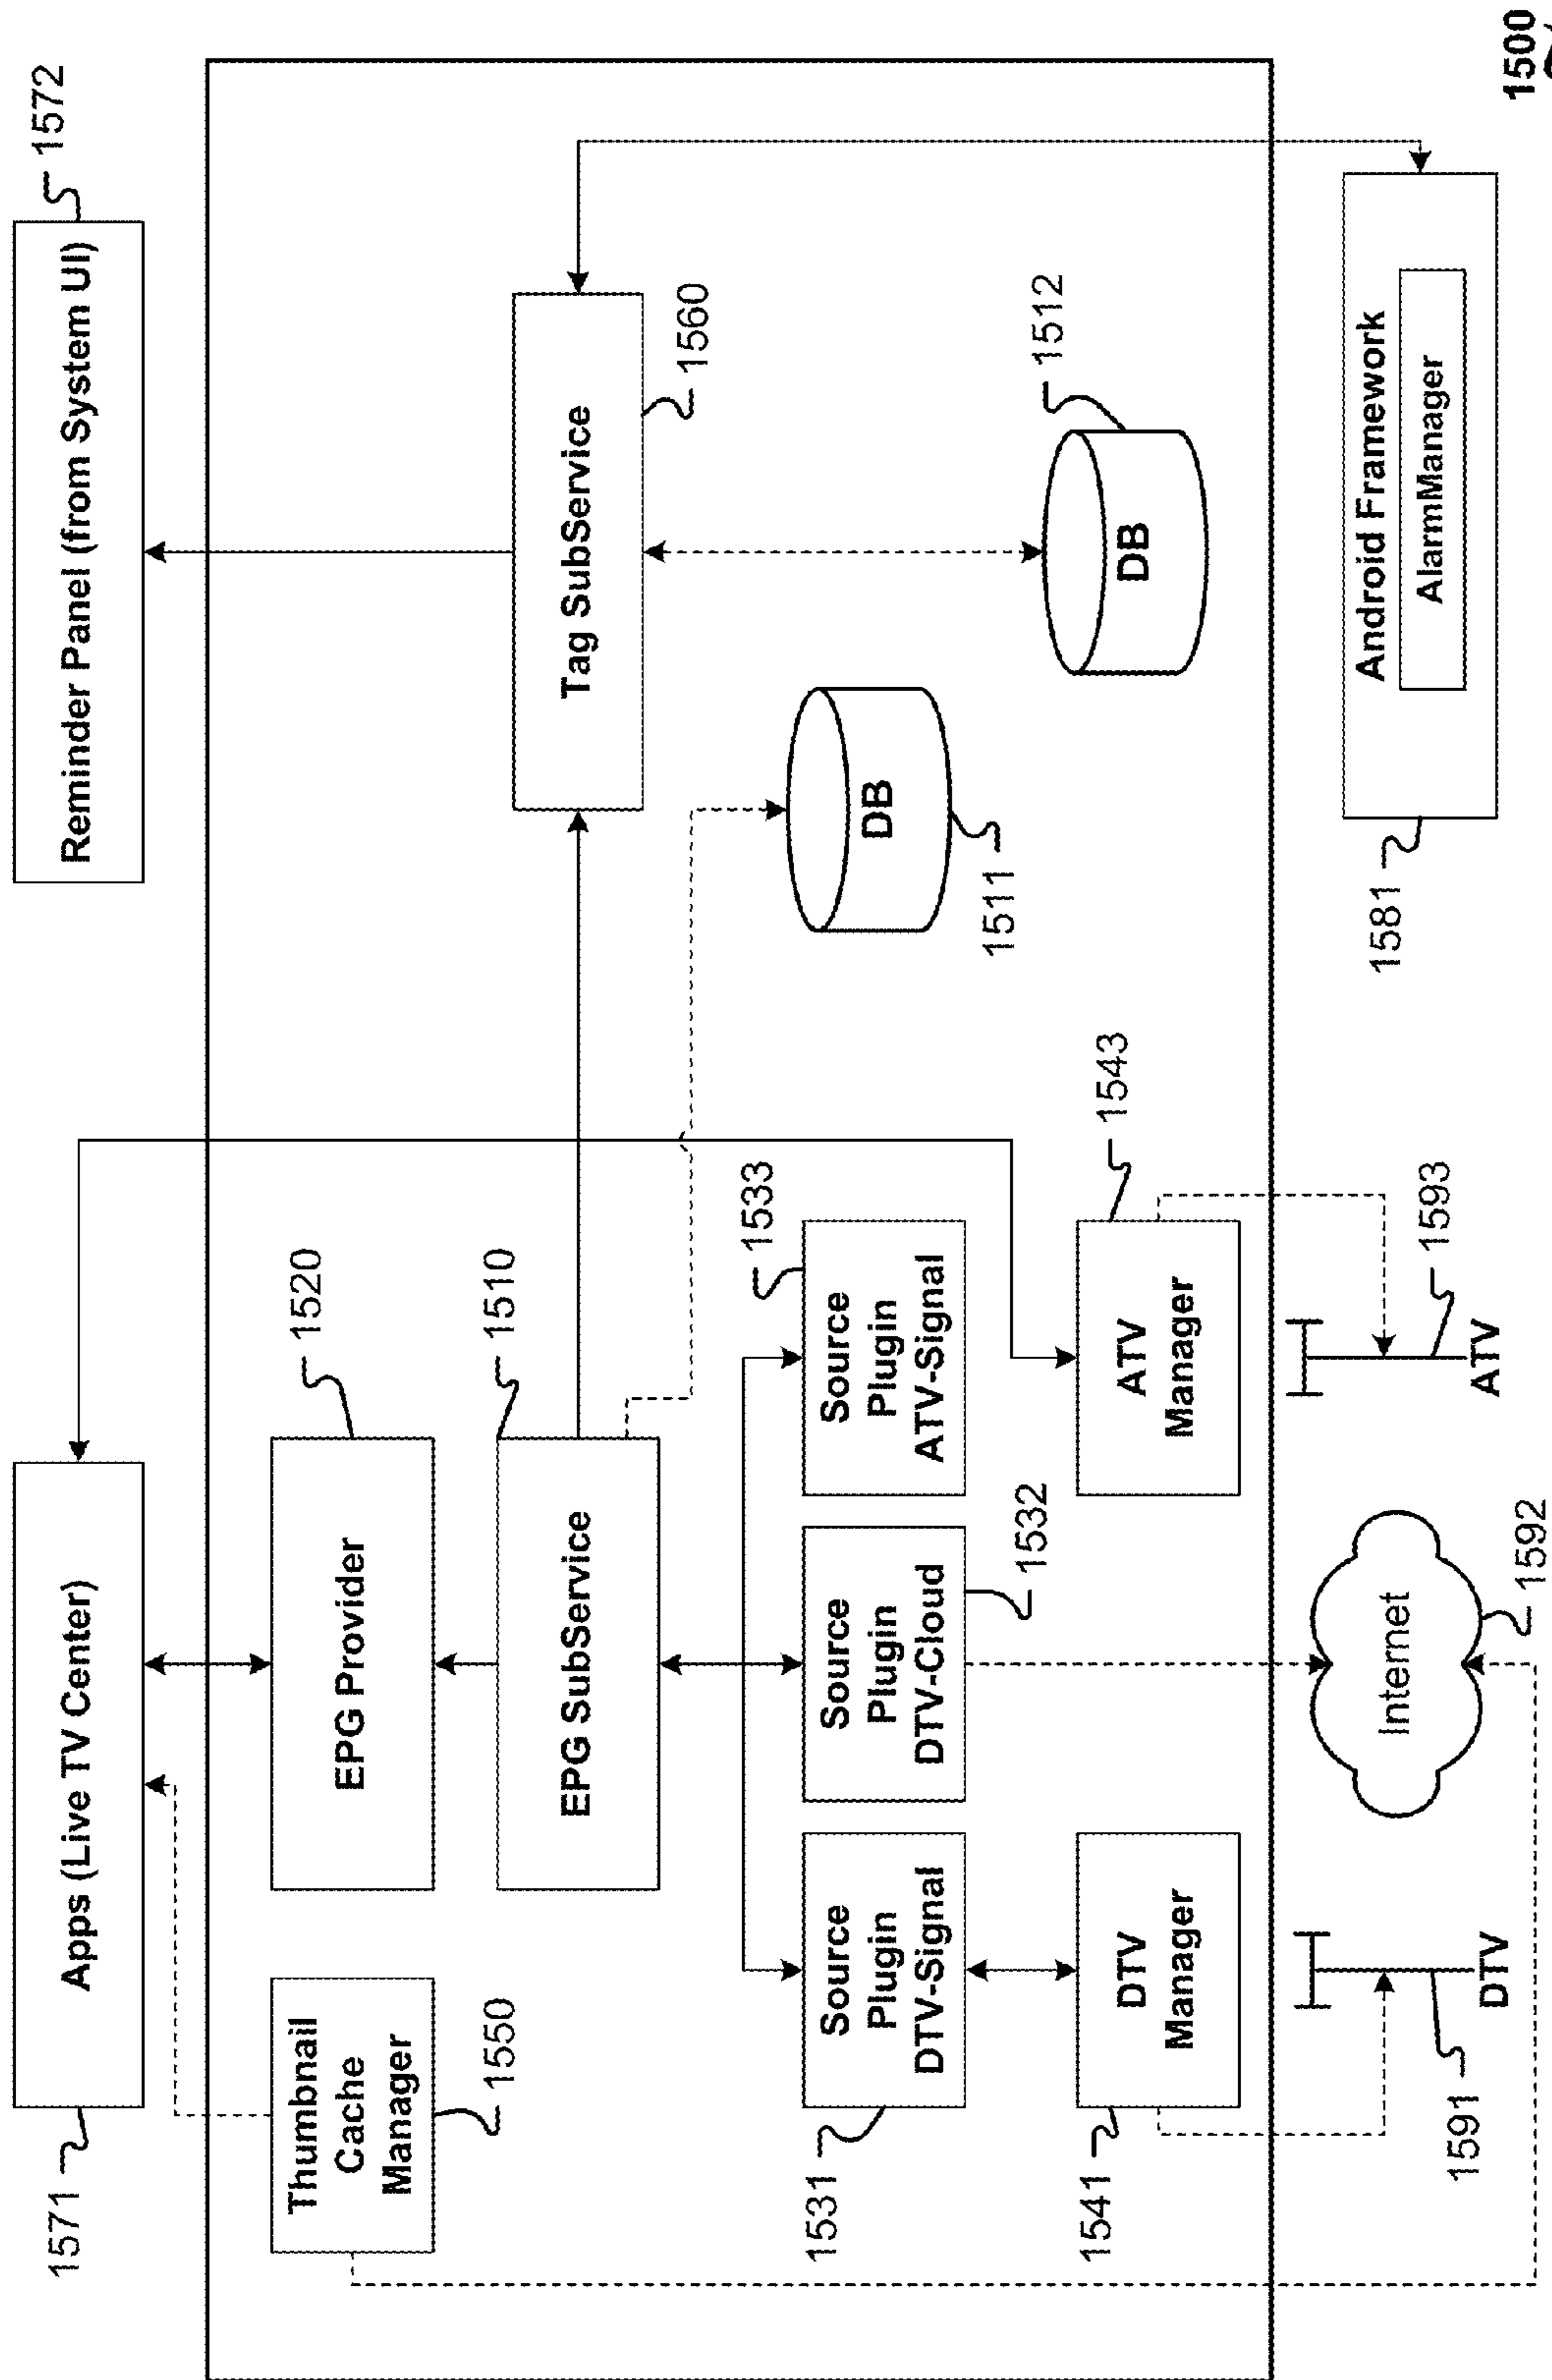 1571
Apps (Live TV Center)
Reminder Panel (from System UI)
1572
Thumbnail
Cache
Manager
1550
EPG Provider
1520
EPG SubService
1510
Tag SubService
1560
Source
Plugin
DTV-Signal
1531
Source
Plugin
DTV-Cloud
1532
Source
Plugin
ATV-Signal
1533
DB
1511
DB
1512
DTV
Manager
1541
ATV
Manager
1543
DTV
1591
Internet
1592
ATV
1593
1581
Android Framework
AlarmManager
1500